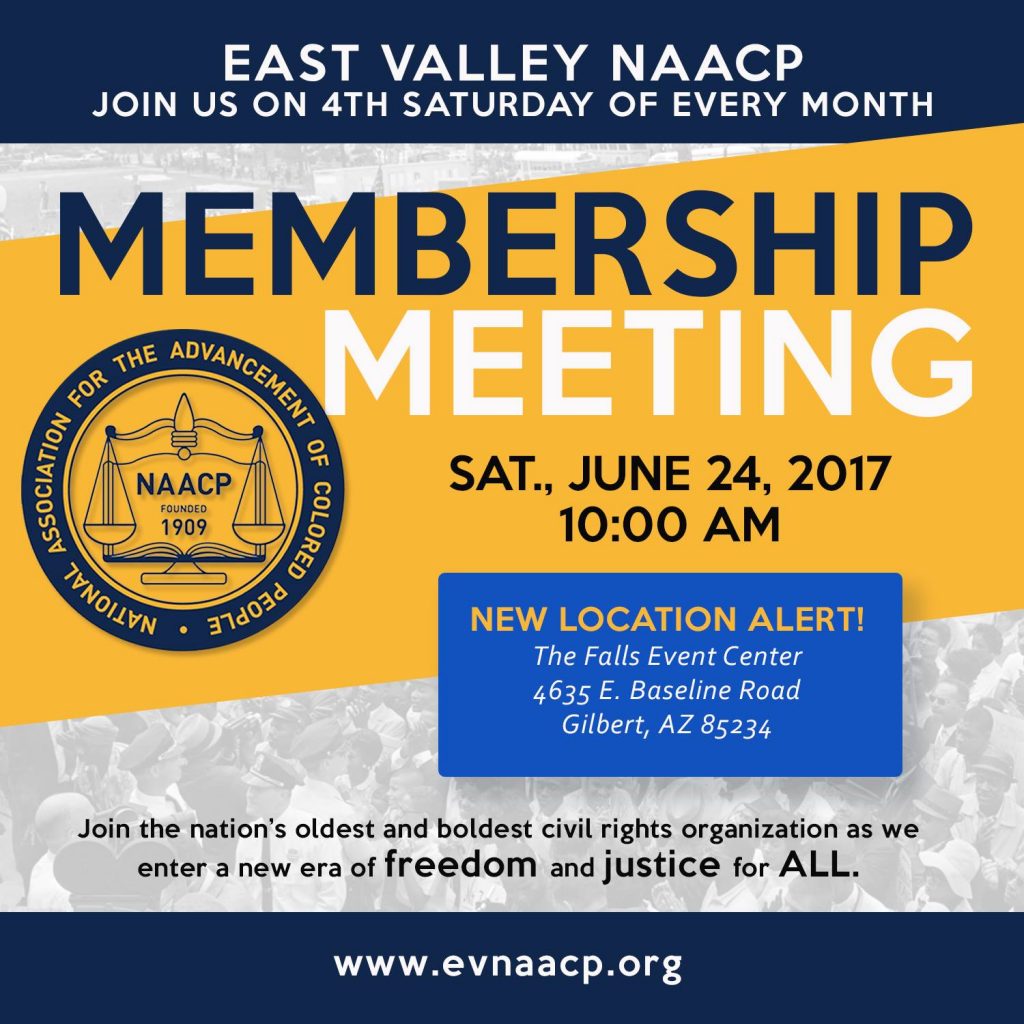 EAST VALLEY NAACP
JOIN US ON 4TH SATURDAY OF EVERY MONTH
MEMBERSHIP
MEETING
NATIONAL ASSOCIATION FOR THE ADVANCEMENT OF COLORED PEOPLE •
NAACP
FOUNDED
1909
SAT., JUNE 24, 2017
10:00 AM
NEW LOCATION ALERT!
The Falls Event Center
4635 E. Baseline Road
Gilbert, AZ 85234
Join the nation's oldest and boldest civil rights organization as we
enter a new era of freedom and justice for ALL.
www.evnaacp.org